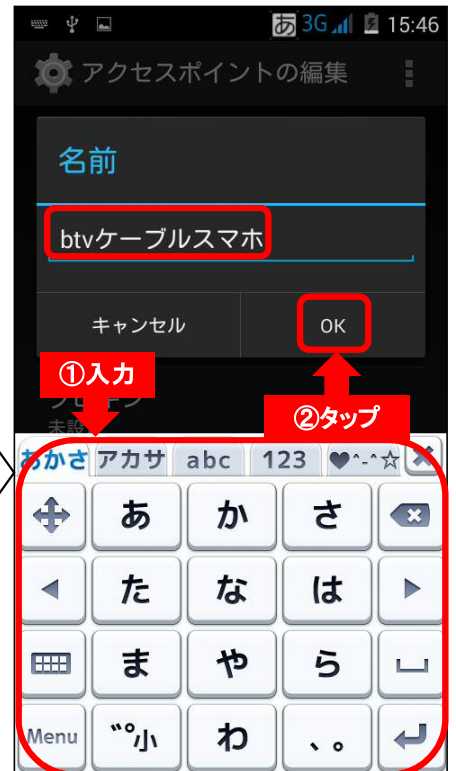 あ 3G 15:46
アクセスポイントの編集
名前
btvケーブルスマホ
キャンセル OK
①入力
②タップ
未設
あかさ アカサ abc 123 ♥^-^☆
あ か さ
た な は
ま や ら
Menu ゛゜小 わ 、。